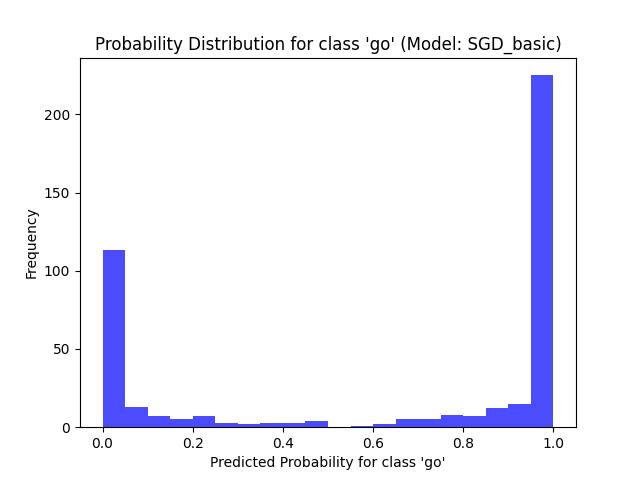 Probability Distribution for class 'go' (Model: SGD_basic)
200
150
100
50
0
Frequency
0.0 0.2 0.4 0.6 0.8 1.0
Predicted Probability for class 'go'